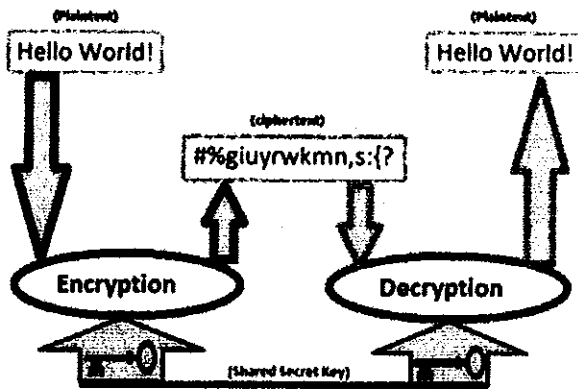 (Plaintext)
Hello World!
(Plaintext)
Hello World!
(ciphertext)
#%giuyrwkmn,s:{?
Encryption
Decryption
(Shared Secret Key)